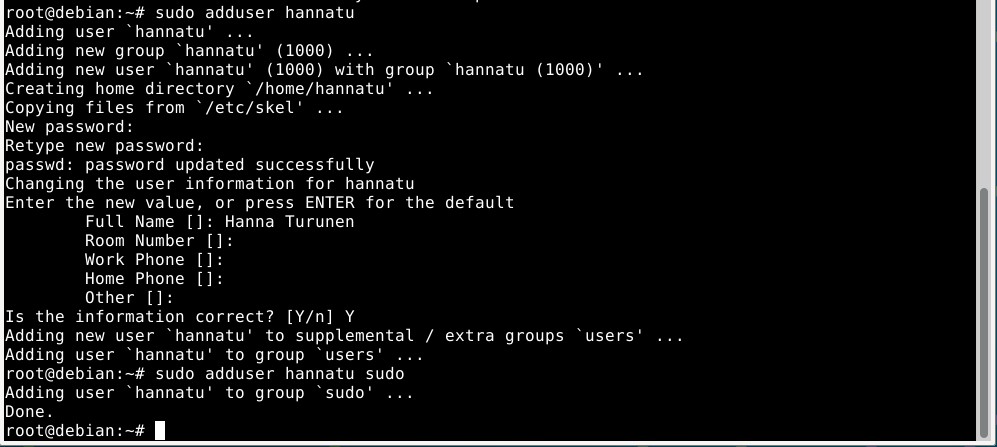 root@debian:~# sudo adduser hannatu
Adding user `hannatu' ...
Adding new group `hannatu' (1000) ...
Adding new user `hannatu' (1000) with group `hannatu (1000)' ...
Creating home directory `/home/hannatu' ...
Copying files from `/etc/skel' ...
New password:
Retype new password:
passwd: password updated successfully
Changing the user information for hannatu
Enter the new value, or press ENTER for the default
        Full Name []: Hanna Turunen
        Room Number []:
        Work Phone []:
        Home Phone []:
        Other []:
Is the information correct? [Y/n] Y
Adding new user `hannatu' to supplemental / extra groups `users' ...
Adding user `hannatu' to group `users' ...
root@debian:~# sudo adduser hannatu sudo
Adding user `hannatu' to group `sudo' ...
Done.
root@debian:~#